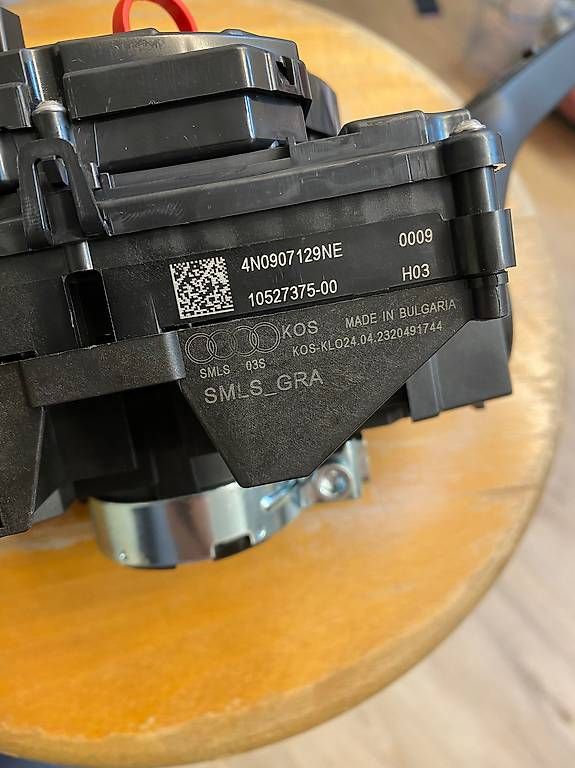 4N0907129NE 0009
10527375-00 H03
KOS MADE IN BULGARIA
SMLS 03S KOS-KLO24.04.2320491744
SMLS_GRA